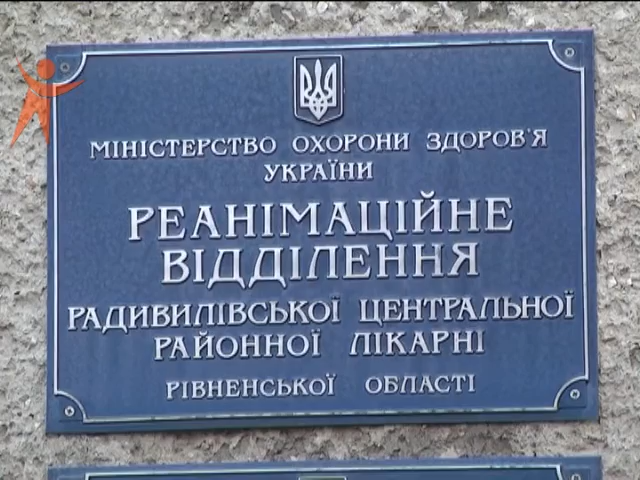 МІНІСТЕРСТВО ОХОРОНИ ЗДОРОВ'Я
УКРАЇНИ
РЕАНІМАЦІЙНЕ
ВІДДІЛЕННЯ
РАДИВИЛІВСЬКОЇ ЦЕНТРАЛЬНОЇ
РАЙОННОЇ ЛІКАРНІ
РІВНЕНСЬКОЇ ОБЛАСТІ